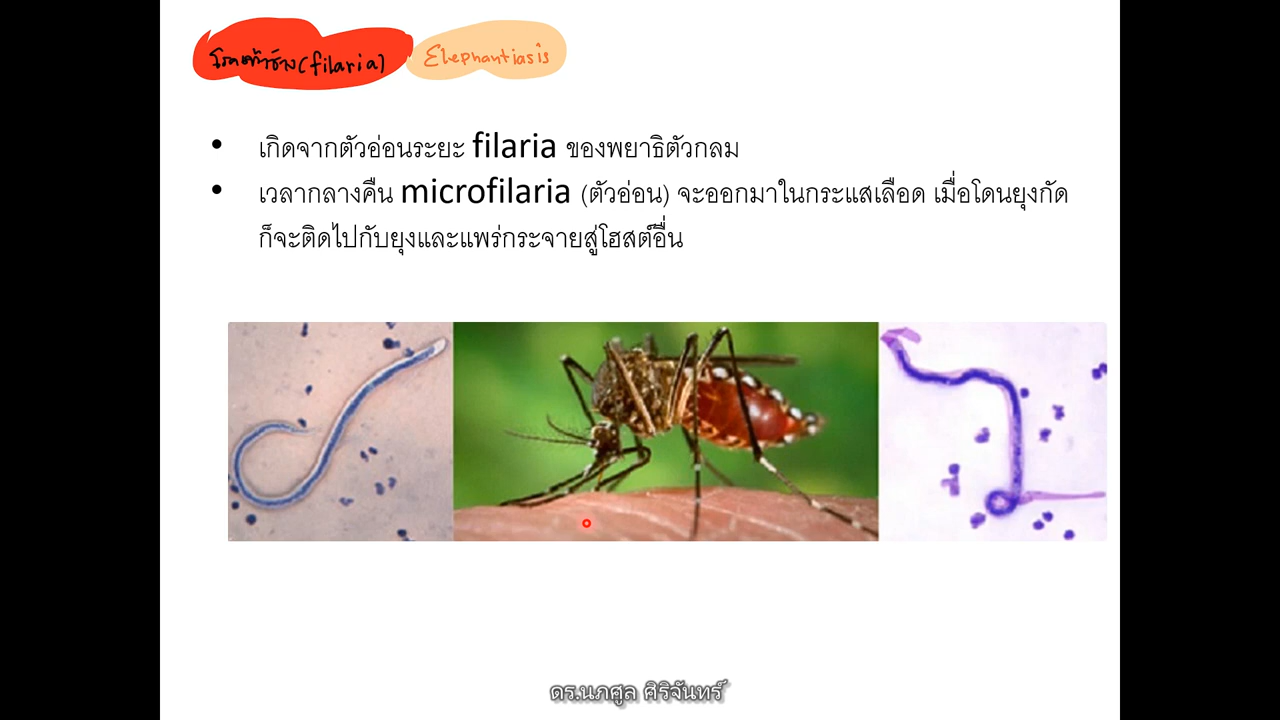 โรคเท้าช้าง(filaria) Elephantiasis
• เกิดจากตัวอ่อนระยะ filaria ของพยาธิตัวกลม
• เวลากลางคืน microfilaria (ตัวอ่อน) จะออกมาในกระแสเลือด เมื่อโดนยุงกัด
ก็จะติดไปกับยุงและแพร่กระจายสู่โฮสต์อื่น
ดร.นภศูล ศิริจันทร์